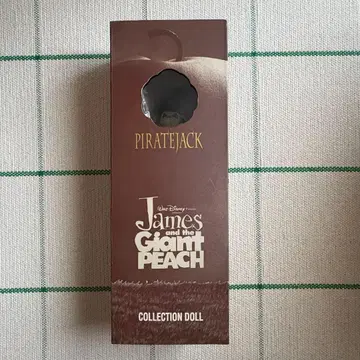 PIRATEJACK
Walt Disney Pictures
James
and the
Giant
PEACH
COLLECTION DOLL